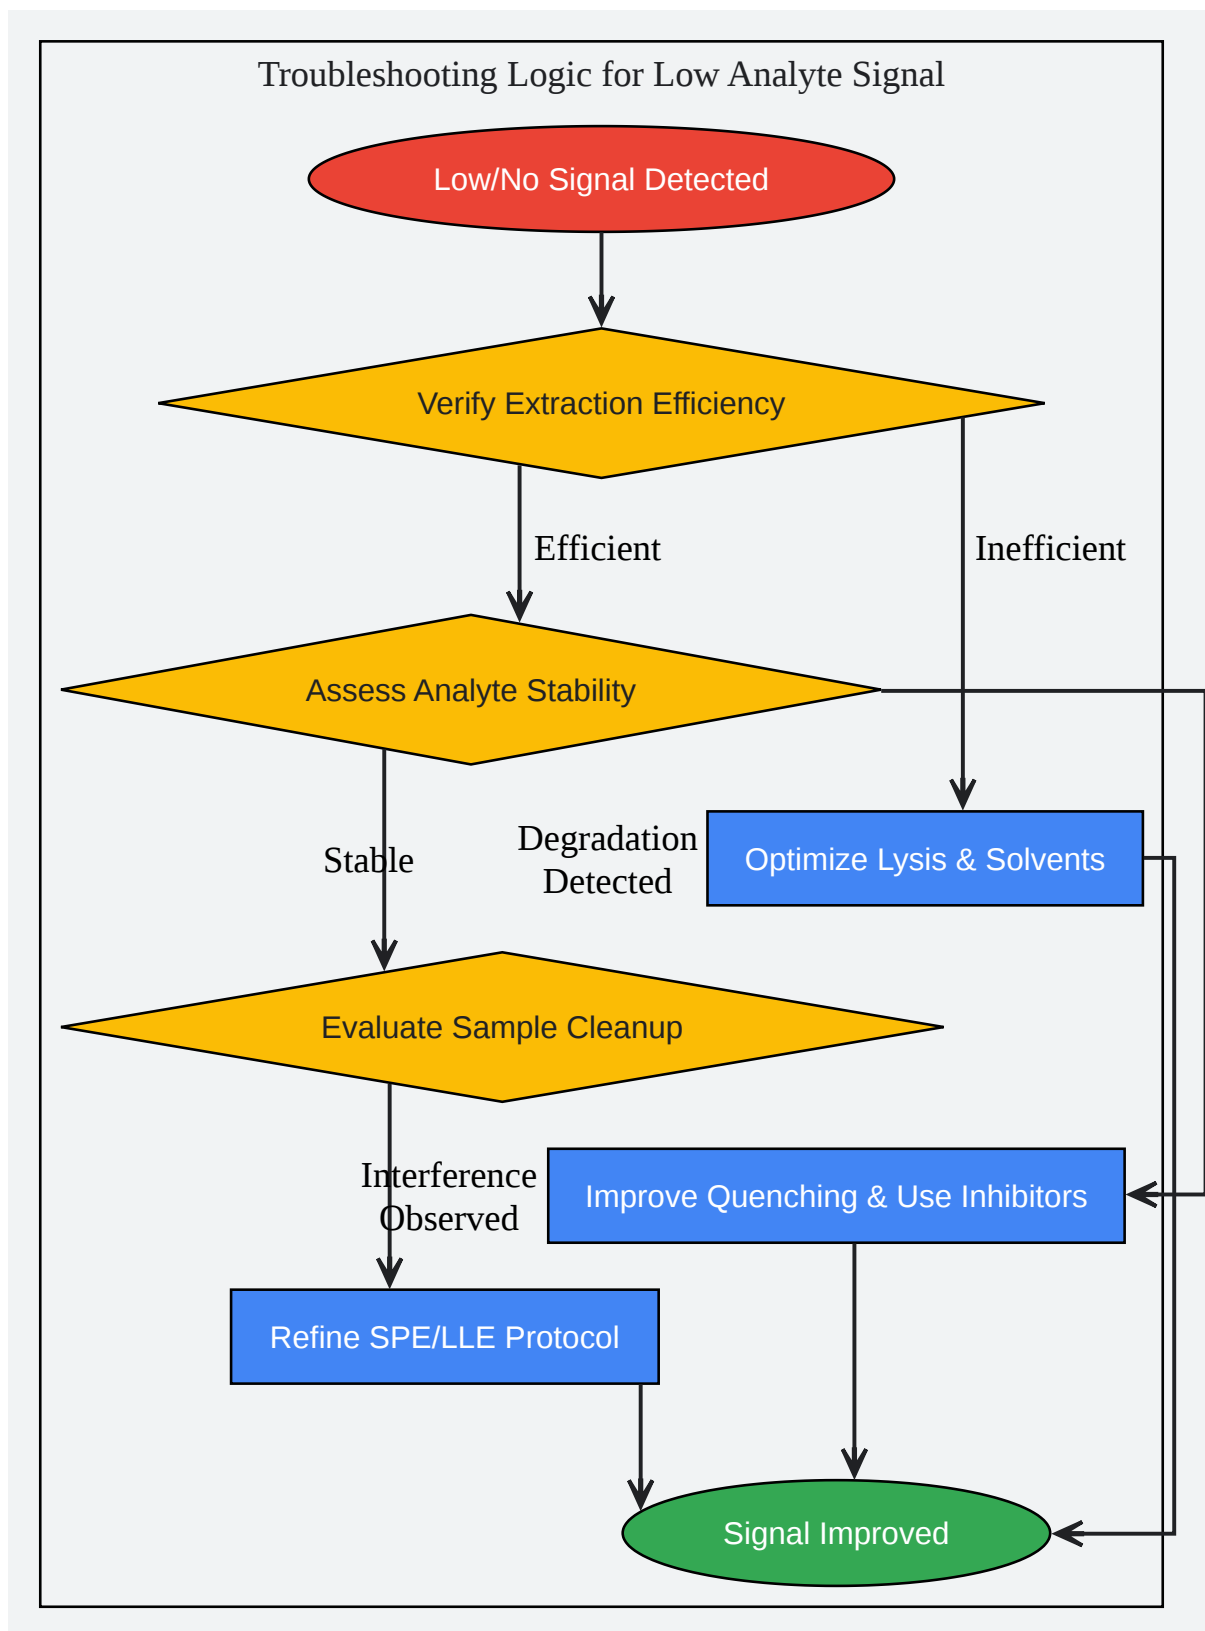 Troubleshooting Logic for Low Analyte Signal
Low/No Signal Detected
Verify Extraction Efficiency
Efficient
Inefficient
Assess Analyte Stability
Stable
Degradation
Detected
Optimize Lysis & Solvents
Evaluate Sample Cleanup
Interference
Observed
Improve Quenching & Use Inhibitors
Refine SPE/LLE Protocol
Signal Improved